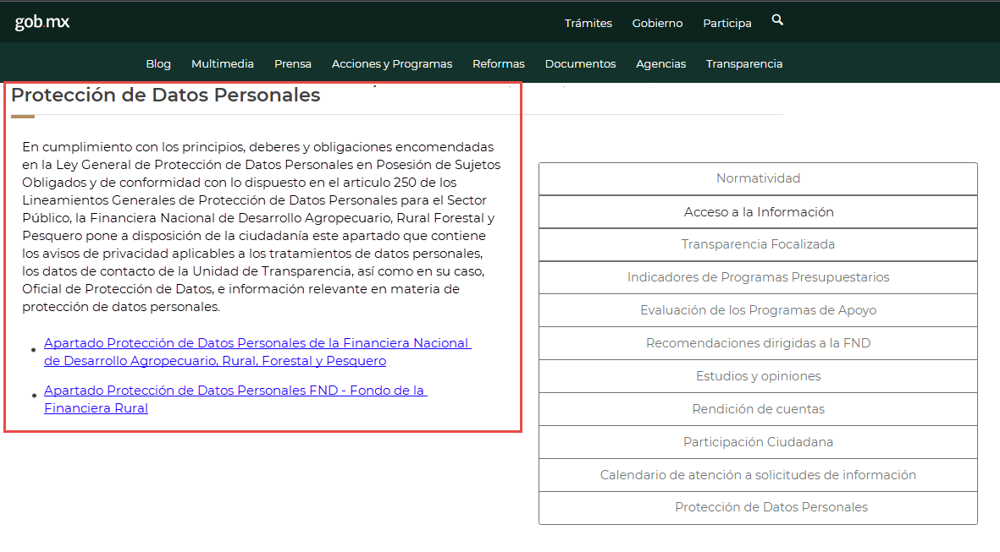 gob.mx
Trámites Gobierno Participa
Blog Multimedia Prensa Acciones y Programas Reformas Documentos Agencias Transparencia
Protección de Datos Personales
En cumplimiento con los principios, deberes y obligaciones encomendadas
en la Ley General de Protección de Datos Personales en Posesión de Sujetos
Obligados y de conformidad con lo dispuesto en el articulo 250 de los
Lineamientos Generales de Protección de Datos Personales para el Sector
Público, la Financiera Nacional de Desarrollo Agropecuario, Rural Forestal y
Pesquero pone a disposición de la ciudadanía este apartado que contiene
los avisos de privacidad aplicables a los tratamientos de datos personales,
los datos de contacto de la Unidad de Transparencia, así como en su caso,
Oficial de Protección de Datos, e información relevante en materia de
protección de datos personales.
• Apartado Protección de Datos Personales de la Financiera Nacional
de Desarrollo Agropecuario, Rural, Forestal y Pesquero
• Apartado Protección de Datos Personales FND - Fondo de la
Financiera Rural
Normatividad
Acceso a la Información
Transparencia Focalizada
Indicadores de Programas Presupuestarios
Evaluación de los Programas de Apoyo
Recomendaciones dirigidas a la FND
Estudios y opiniones
Rendición de cuentas
Participación Ciudadana
Calendario de atención a solicitudes de información
Protección de Datos Personales